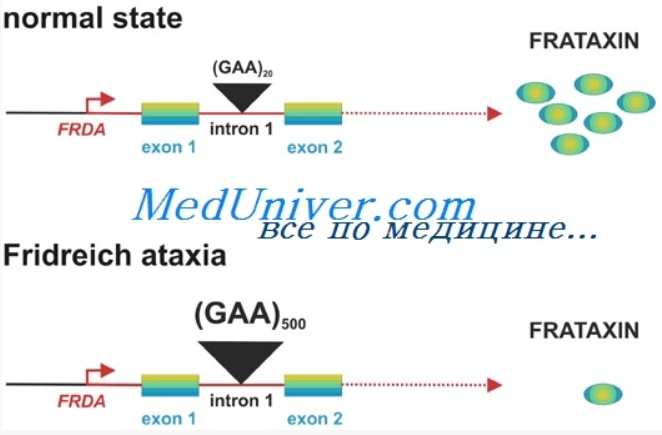 normal state
FRATAXIN
(GAA)20
FRDA
intron 1
exon 1
exon 2
MedUniver.com
все по медицине...
Fridreich ataxia
(GAA)500
FRATAXIN
FRDA
intron 1
exon 1
exon 2